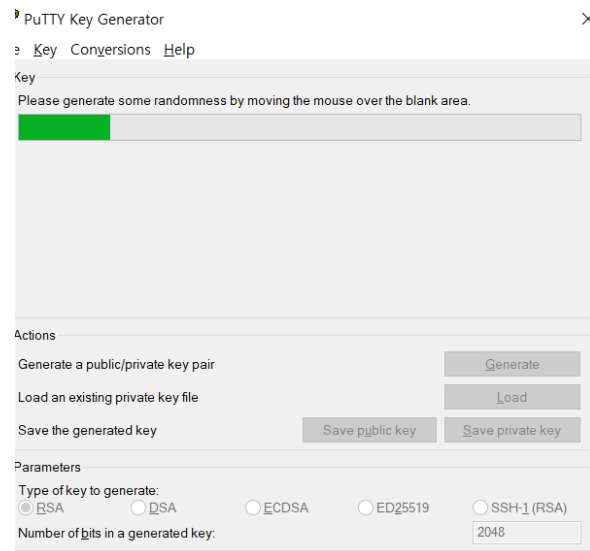 PuTTY Key Generator
e Key Conversions Help
Key
Please generate some randomness by moving the mouse over the blank area.
Actions
Generate a public/private key pair Generate
Load an existing private key file Load
Save the generated key Save public key Save private key
Parameters
Type of key to generate:
RSA DSA ECDSA ED25519 SSH-1 (RSA)
Number of bits in a generated key: 2048